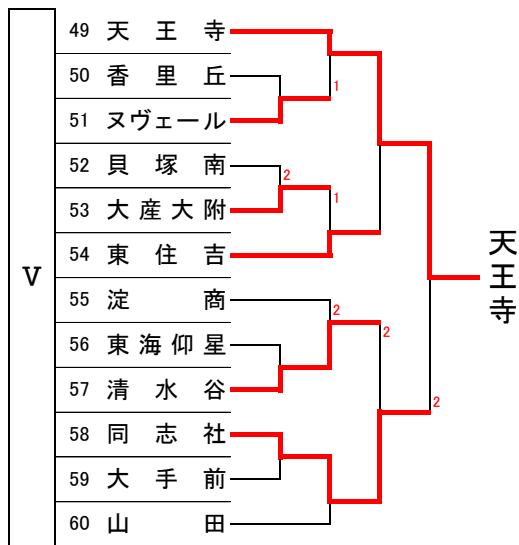 V
49 天王寺
50 香里丘
51 ヌヴェール
52 貝塚南
53 大産大附
54 東住吉
55 淀商
56 東海仰星
57 清水谷
58 同志社
59 大手前
60 山田
1
2
1
2
2
2
天王寺